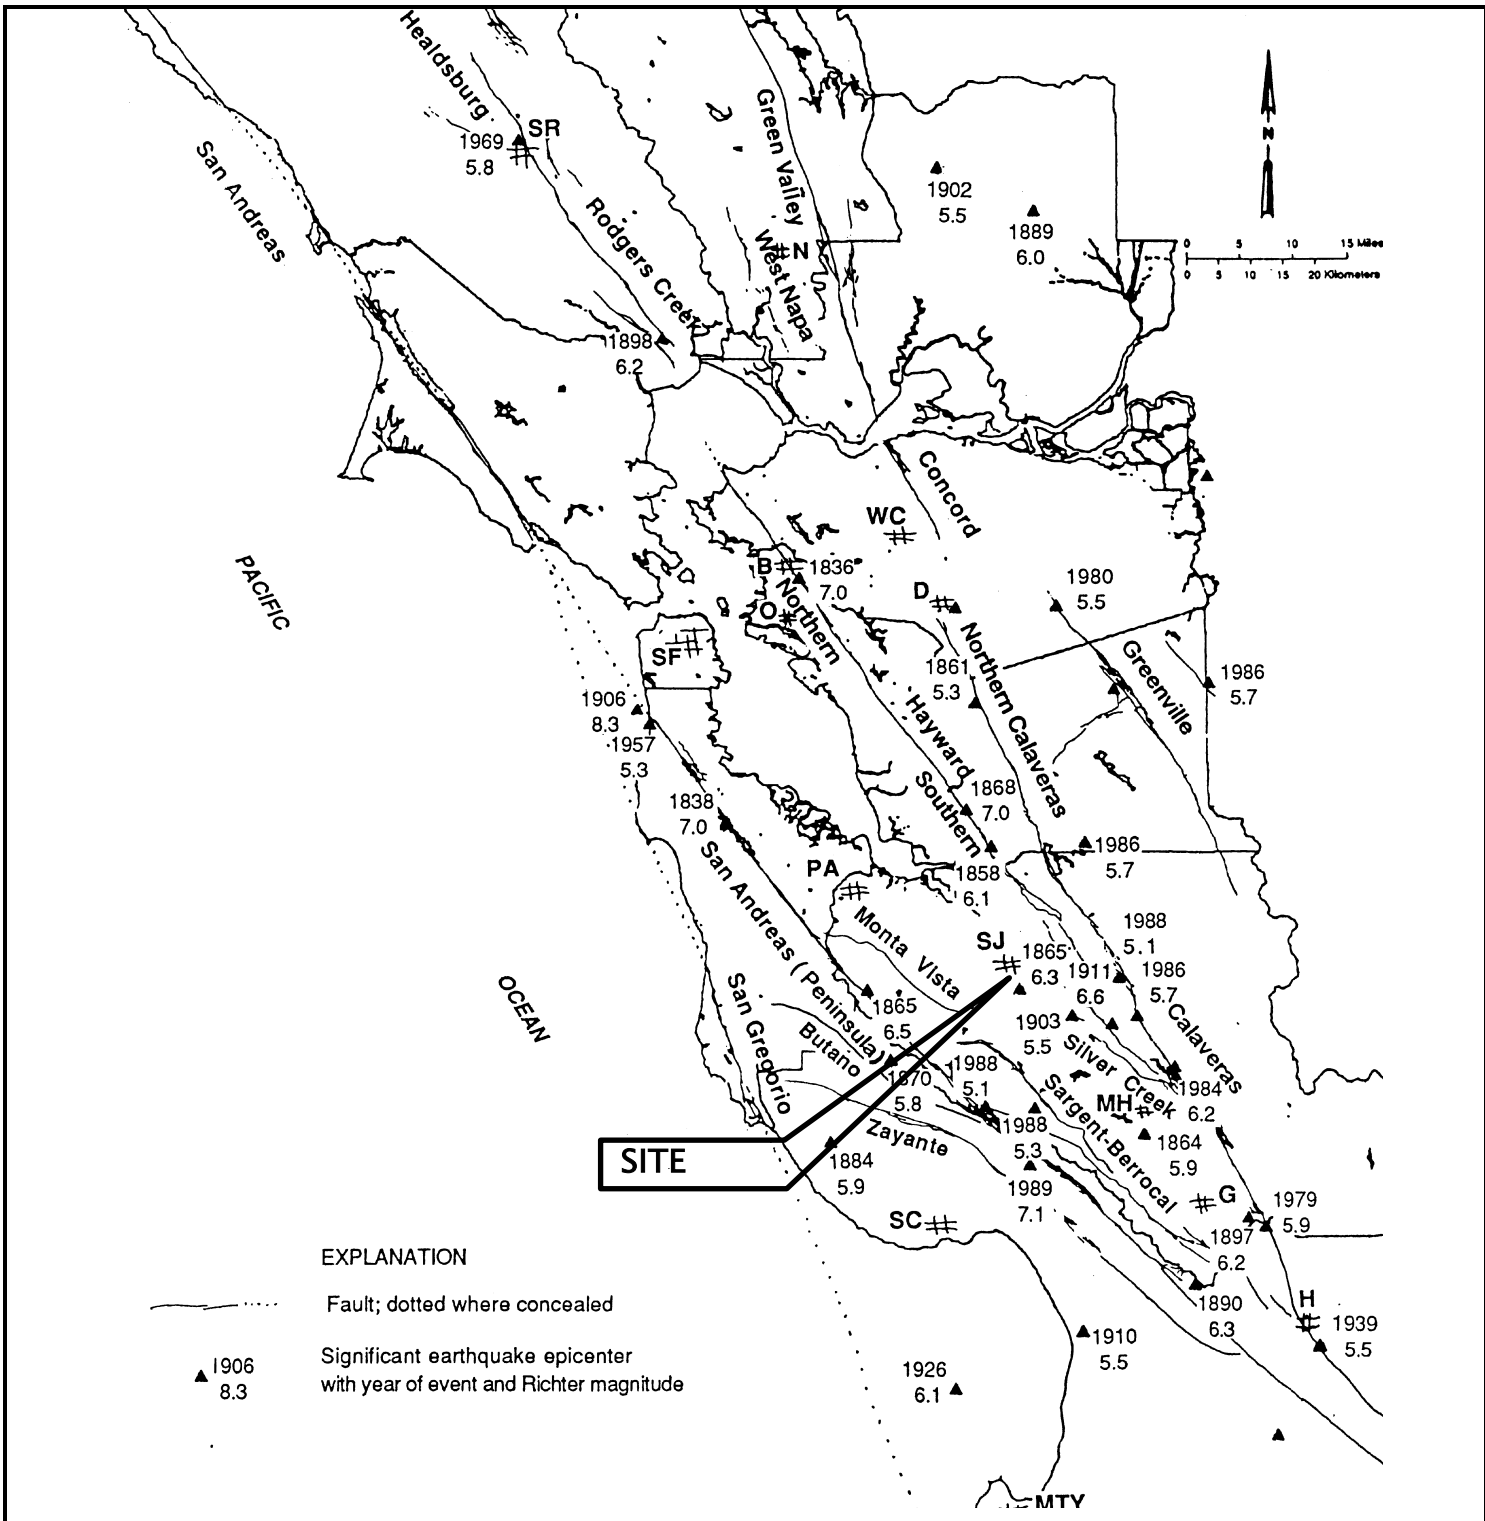 Healdsburg
SR
1969
5.8
San Andreas
Rodgers Creek
Green Valley
N
West Napa
1902
5.5
1889
6.0
N
0 5 10 15 Miles
0 5 10 15 20 Kilometers
1898
6.2
Concord
WC
PACIFIC
B
1836
7.0
O
Northern
D
1980
5.5
SF
1861
5.3
Northern Calaveras
Greenville
1986
5.7
1906
8.3
1957
5.3
Hayward
1838
7.0
Southern
1868
7.0
1986
5.7
San Andreas (Peninsula)
PA
1858
6.1
Monta Vista
SJ
1865
6.3
1988
5.1
1911
6.6
1986
5.7
OCEAN
San Gregorio
1865
6.5
1903
5.5
Calaveras
Butano
1870
5.8
1988
5.1
Silver Creek
Sargent-Berrocal
MH
1984
6.2
Zayante
1988
5.3
1864
5.9
SITE
1884
5.9
1989
7.1
G
1979
5.9
SC
1897
6.2
EXPLANATION
Fault; dotted where concealed
1890
6.3
H
1939
5.5
1910
5.5
1906
8.3
Significant earthquake epicenter
with year of event and Richter magnitude
1926
6.1
MTY